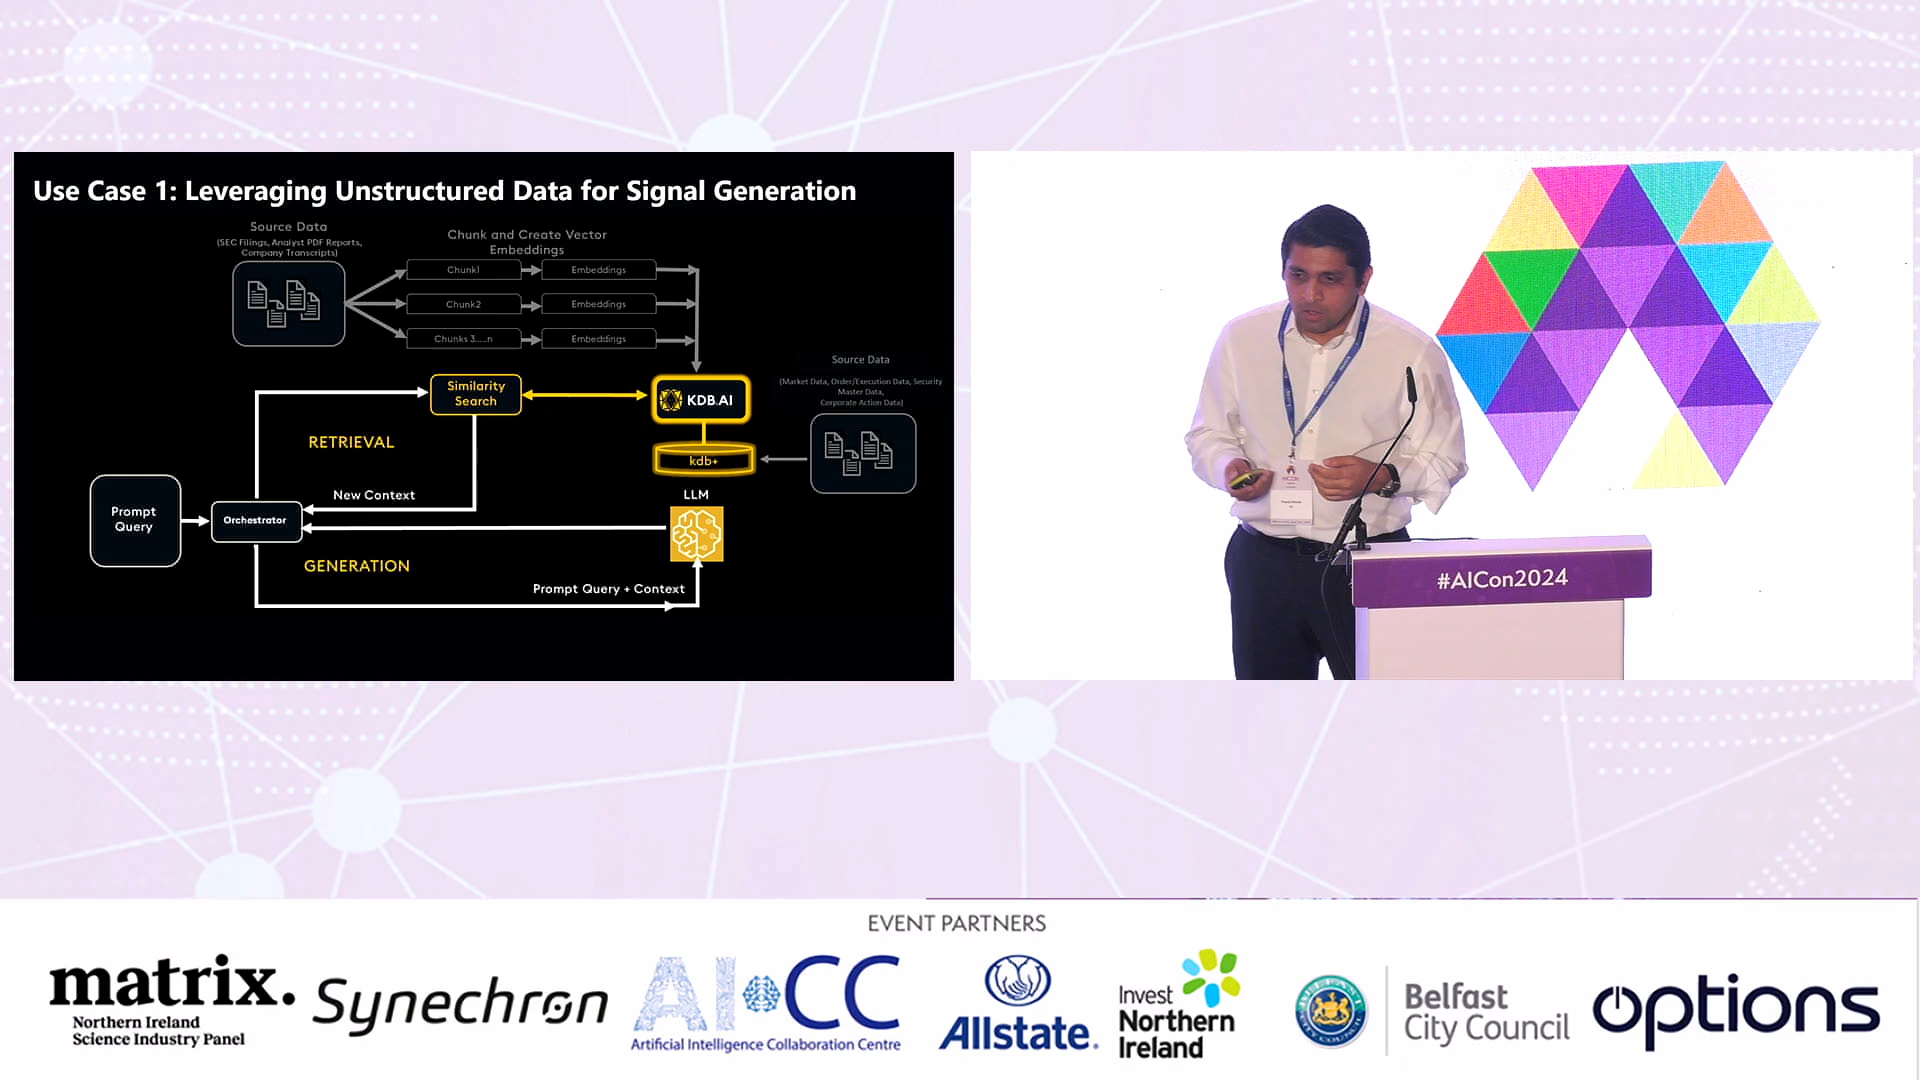 Use Case 1: Leveraging Unstructured Data for Signal Generation
Source Data
(SEC Filings, Analyst PDF Reports,
Company Transcripts)
Chunk and Create Vector
Embeddings
Chunk1
Embeddings
Chunk2
Embeddings
Chunks 3.....n
Embeddings
Source Data
(Market Data, Order/Execution Data, Security
Master Data,
Corporate Action Data)
Similarity
Search
KDB.AI
kdb+
RETRIEVAL
New Context
LLM
Prompt
Query
Orchestrator
GENERATION
Prompt Query + Context
#AICon2024
EVENT PARTNERS
matrix.
Northern Ireland
Science Industry Panel
Synechron
AICC
Artificial Intelligence Collaboration Centre
Allstate.
Invest
Northern
Ireland
Belfast
City Council
options